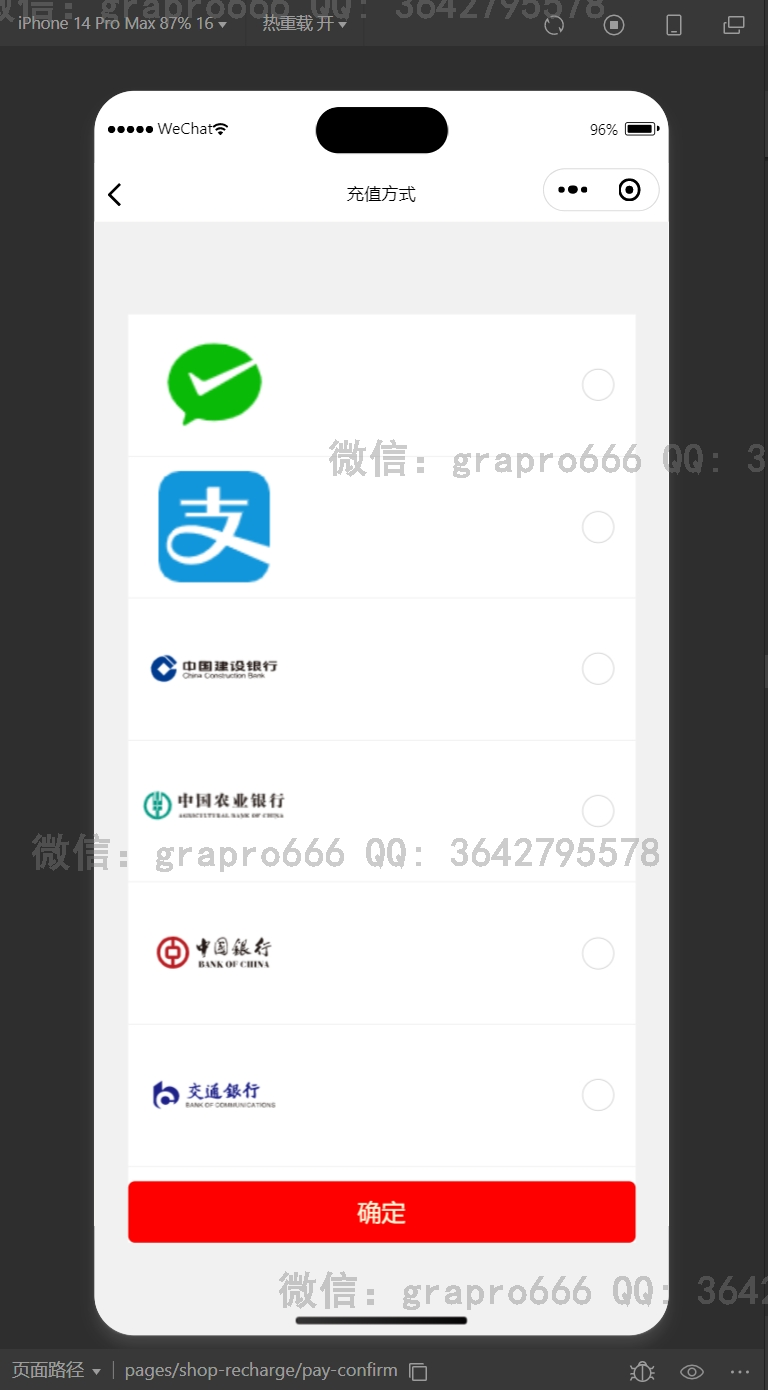 微信: grapro666 QQ: 3642795578
iPhone 14 Pro Max 87% 16
热重载 开
WeChat
96%
充值方式
微信: grapro666 QQ: 3
支
中国建设银行
China Construction Bank
中国农业银行
AGRICULTURAL BANK OF CHINA
微信: grapro666 QQ: 3642795578
中国銀行
BANK OF CHINA
交通銀行
BANK OF COMMUNICATIONS
确定
微信: grapro666 QQ: 364
页面路径
pages/shop-recharge/pay-confirm